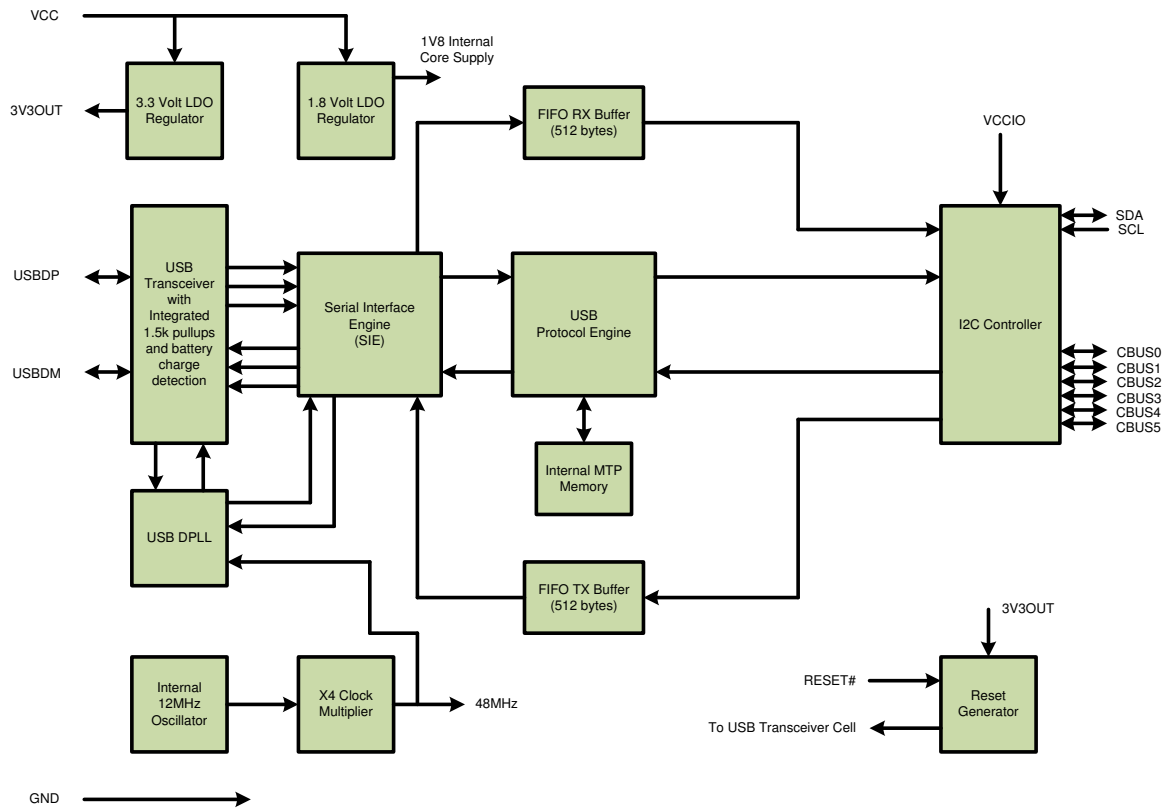 VCC
1V8 Internal
Core Supply
3V3OUT
3.3 Volt LDO
Regulator
1.8 Volt LDO
Regulator
FIFO RX Buffer
(512 bytes)
VCCIO
SDA
SCL
USBDP
USBDM
USB
Transceiver
with
Integrated
1.5k pullups
and battery
charge
detection
Serial Interface
Engine
(SIE)
USB
Protocol Engine
I2C Controller
CBUS0
CBUS1
CBUS2
CBUS3
CBUS4
CBUS5
Internal MTP
Memory
USB DPLL
FIFO TX Buffer
(512 bytes)
3V3OUT
Internal
12MHz
Oscillator
X4 Clock
Multiplier
48MHz
RESET#
To USB Transceiver Cell
Reset
Generator
GND